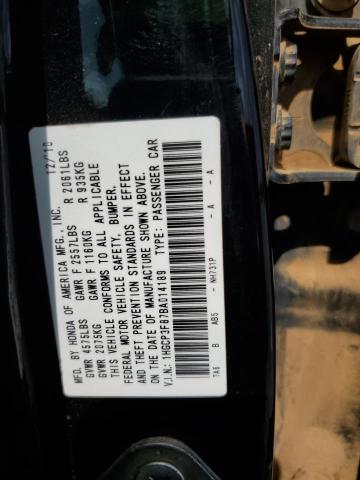 MFD. BY HONDA OF AMERICA MFG., INC. 12/10
GVWR 4575LBS GAWR F 2557LBS R 2061LBS
GVWR 2075KG GAWR F 1160KG R 935KG
THIS VEHICLE CONFORMS TO ALL APPLICABLE
FEDERAL MOTOR VEHICLE SAFETY, BUMPER,
AND THEFT PREVENTION STANDARDS IN EFFECT
ON THE DATE OF MANUFACTURE SHOWN ABOVE.
V.I.N.: 1HGCP3F87BA014189 TYPE: PASSENGER CAR
TA6 B ABS - NH731P - A - A